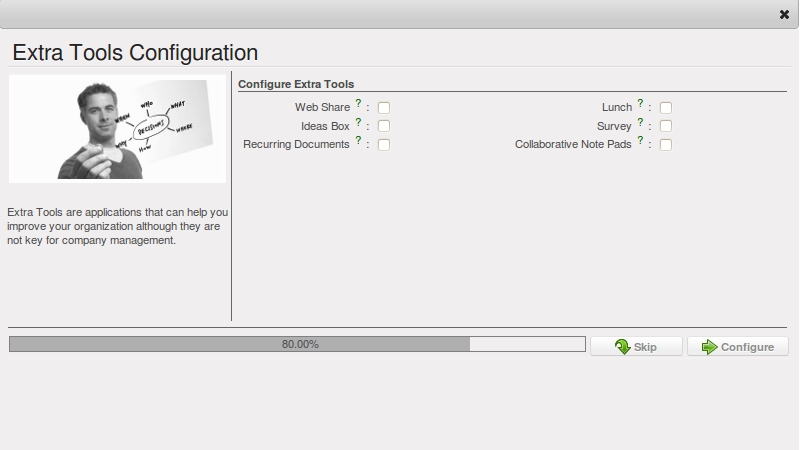 Extra Tools Configuration
Configure Extra Tools
Web Share ? :
Lunch ? :
Ideas Box ? :
Survey ? :
Recurring Documents ? :
Collaborative Note Pads ? :
WHO
WHAT
WHEN
DECISIONS
WHERE
WHY
HOW
Extra Tools are applications that can help you
improve your organization although they are
not key for company management.
80.00%
Skip
Configure